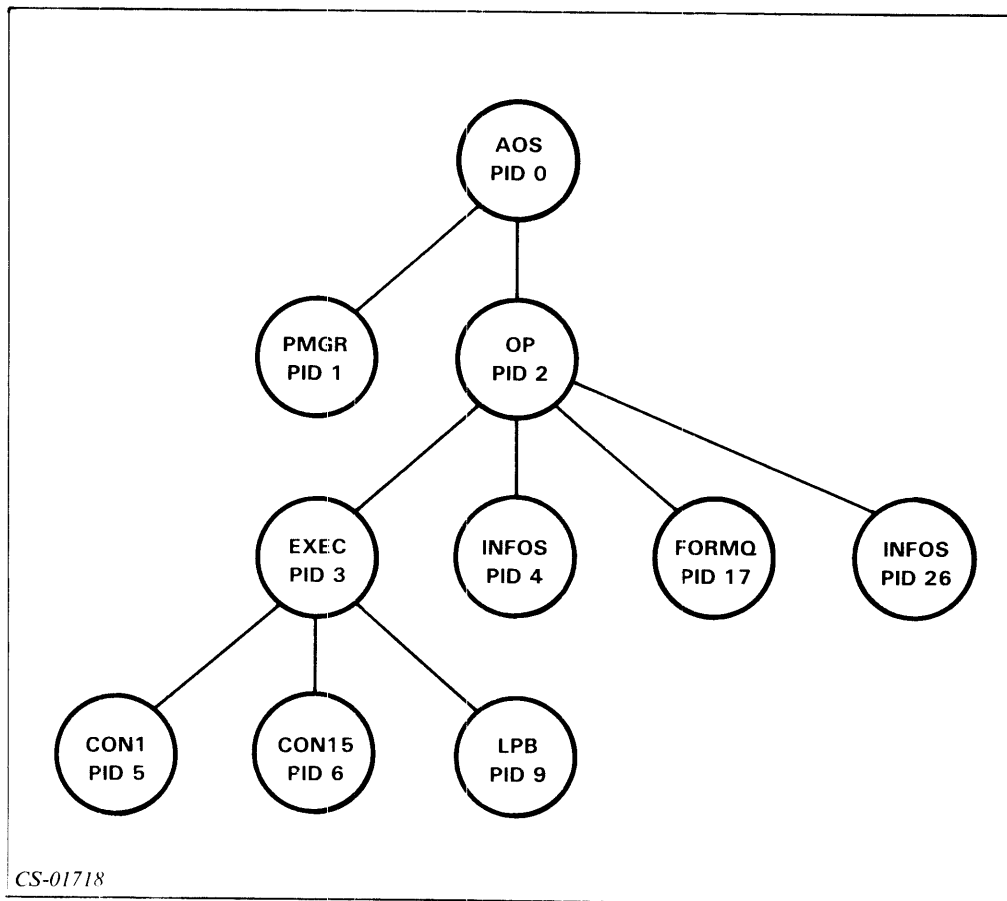 AOS
PID 0
PMGR
PID 1
OP
PID 2
EXEC
PID 3
INFOS
PID 4
FORMQ
PID 17
INFOS
PID 26
CON1
PID 5
CON15
PID 6
LPB
PID 9
CS-01718